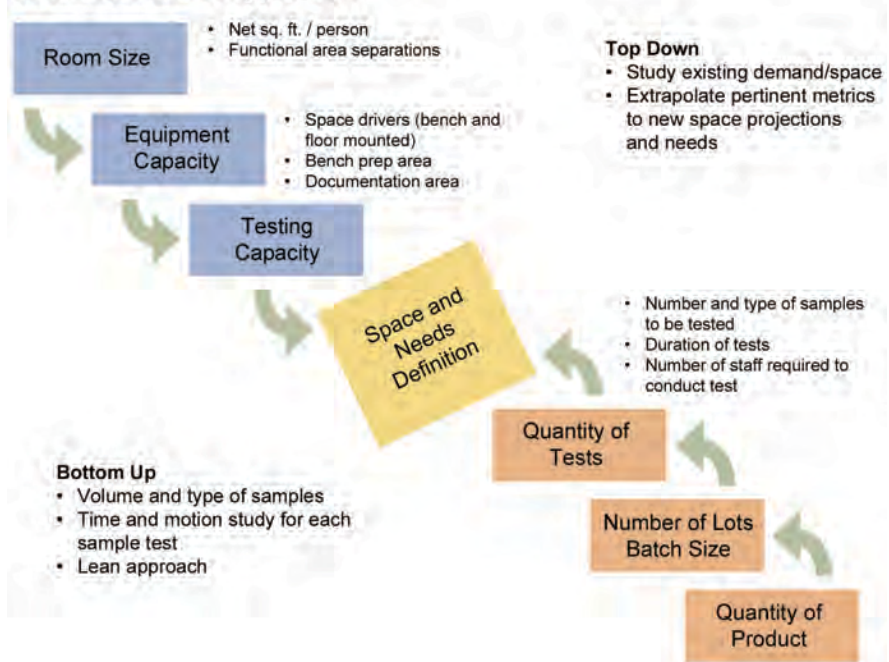 Room Size
• Net sq. ft. / person
• Functional area separations
Top Down
• Study existing demand/space
• Extrapolate pertinent metrics
to new space projections
and needs
Equipment
Capacity
• Space drivers (bench and
floor mounted)
• Bench prep area
• Documentation area
Testing
Capacity
Space and
Needs
Definition
• Number and type of samples
to be tested
• Duration of tests
• Number of staff required to
conduct test
Quantity of
Tests
Bottom Up
• Volume and type of samples
• Time and motion study for each
sample test
• Lean approach
Number of Lots
Batch Size
Quantity of
Product